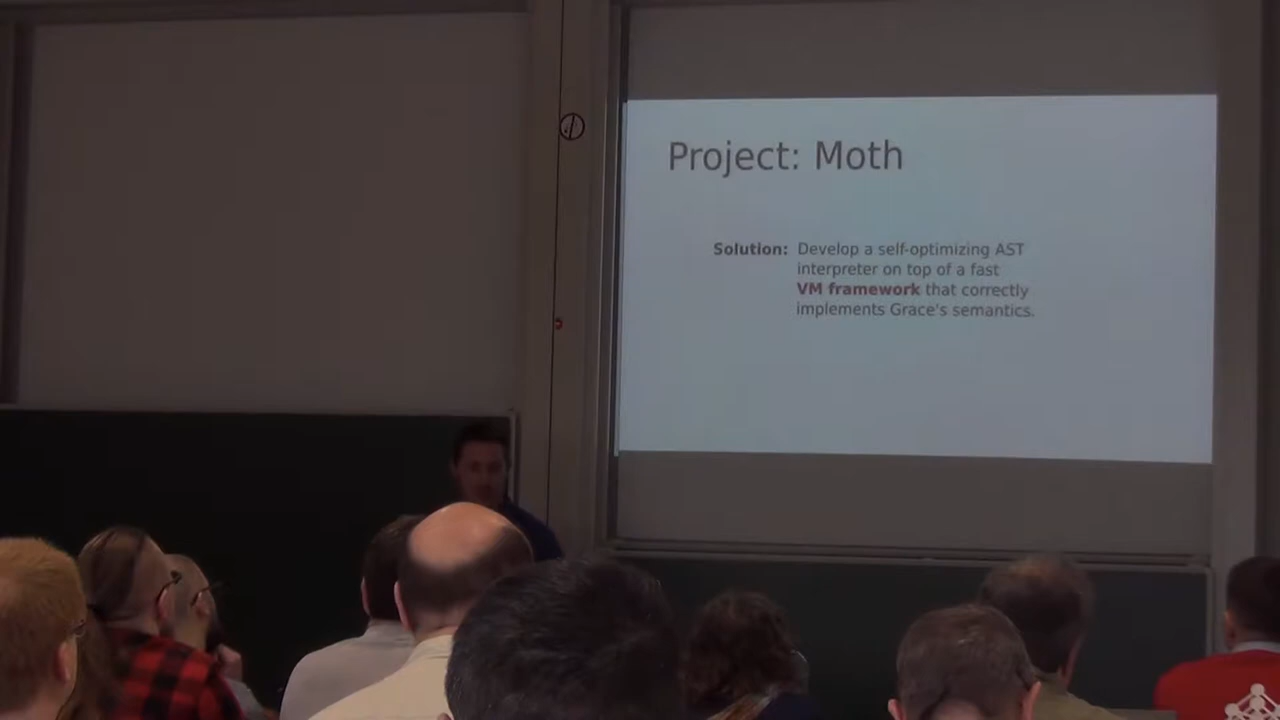 Project: Moth
Solution: Develop a self-optimizing AST
interpreter on top of a fast
VM framework that correctly
implements Grace's semantics.